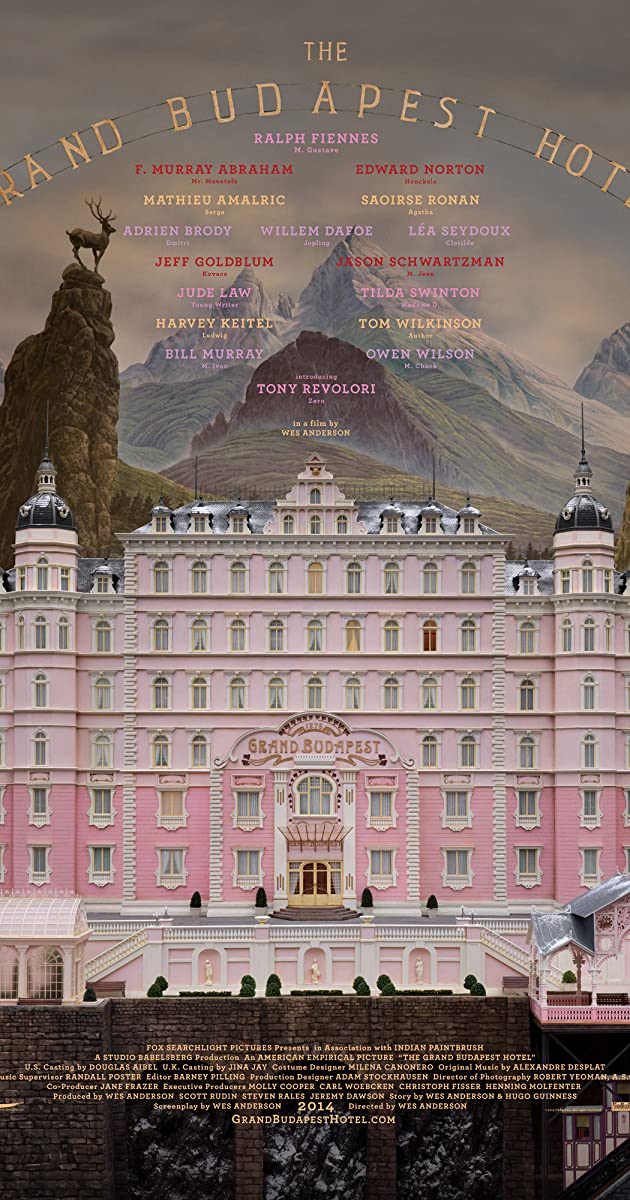 THE
RAND BUDAPEST HOT
RALPH FIENNES
M. Gustave
F. MURRAY ABRAHAM EDWARD NORTON
Mr. Moustafa Henckels
MATHIEU AMALRIC SAOIRSE RONAN
Serge Agatha
ADRIEN BRODY WILLEM DAFOE LÉA SEYDOUX
Dmitri Jopling Clotilde
JEFF GOLDBLUM JASON SCHWARTZMAN
Kovacs M. Jean
JUDE LAW TILDA SWINTON
Young Writer Madame D.
HARVEY KEITEL TOM WILKINSON
Ludwig Author
BILL MURRAY OWEN WILSON
M. Ivan M. Chuck
introducing
TONY REVOLORI
Zero
in a film by
WES ANDERSON
GRAND BUDAPEST
FOX SEARCHLIGHT PICTURES Presents in Association with INDIAN PAINTBRUSH
A STUDIO BABELSBERG Production An AMERICAN EMPIRICAL PICTURE "THE GRAND BUDAPEST HOTEL"
U.S. Casting by DOUGLAS AIBEL U.K. Casting by JINA JAY Costume Designer MILENA CANONERO Original Music by ALEXANDRE DESPLAT
usic Supervisor RANDALL POSTER Editor BARNEY PILLING Production Designer ADAM STOCKHAUSEN Director of Photography ROBERT YEOMAN, A.S.
Co-Producer JANE FRAZER Executive Producers MOLLY COOPER CARL WOEBCKEN CHRISTOPH FISSER HENNING MOLFENTER
Produced by WES ANDERSON SCOTT RUDIN STEVEN RALES JEREMY DAWSON Story by WES ANDERSON & HUGO GUINNESS
Screenplay by WES ANDERSON 2014 Directed by WES ANDERSON
GRANDBUDAPESTHOTEL.COM